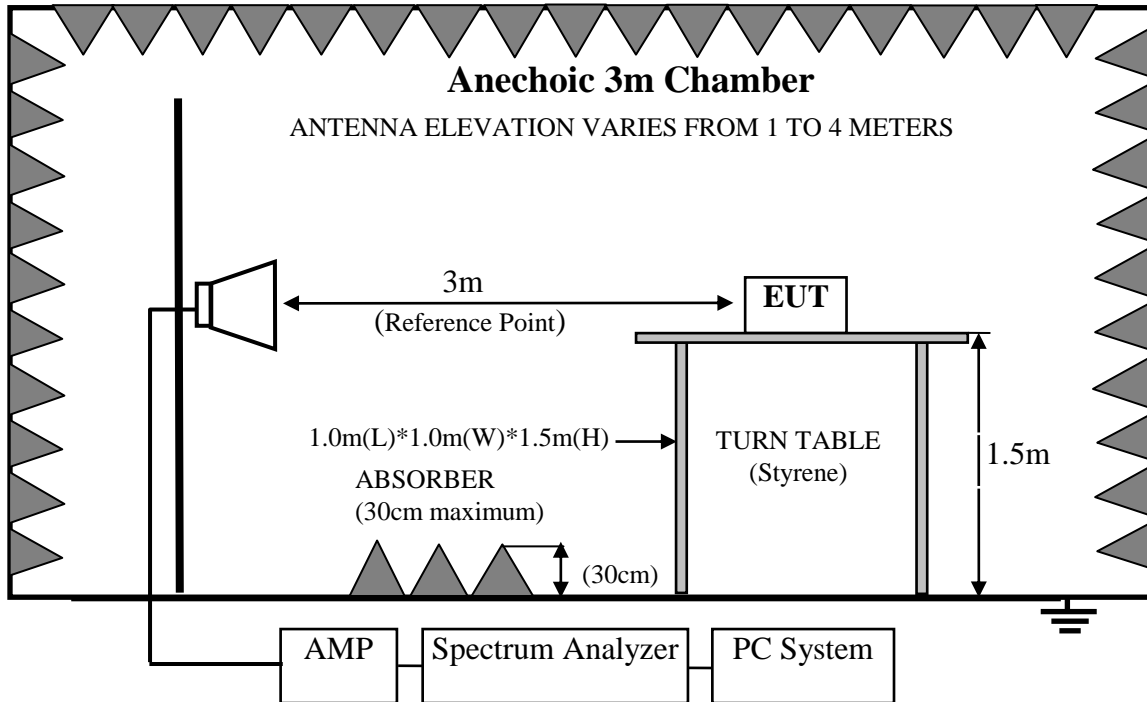 Anechoic 3m Chamber
ANTENNA ELEVATION VARIES FROM 1 TO 4 METERS
3m
(Reference Point)
EUT
1.0m(L)*1.0m(W)*1.5m(H)
TURN TABLE
(Styrene)
1.5m
ABSORBER
(30cm maximum)
(30cm)
AMP
Spectrum Analyzer
PC System